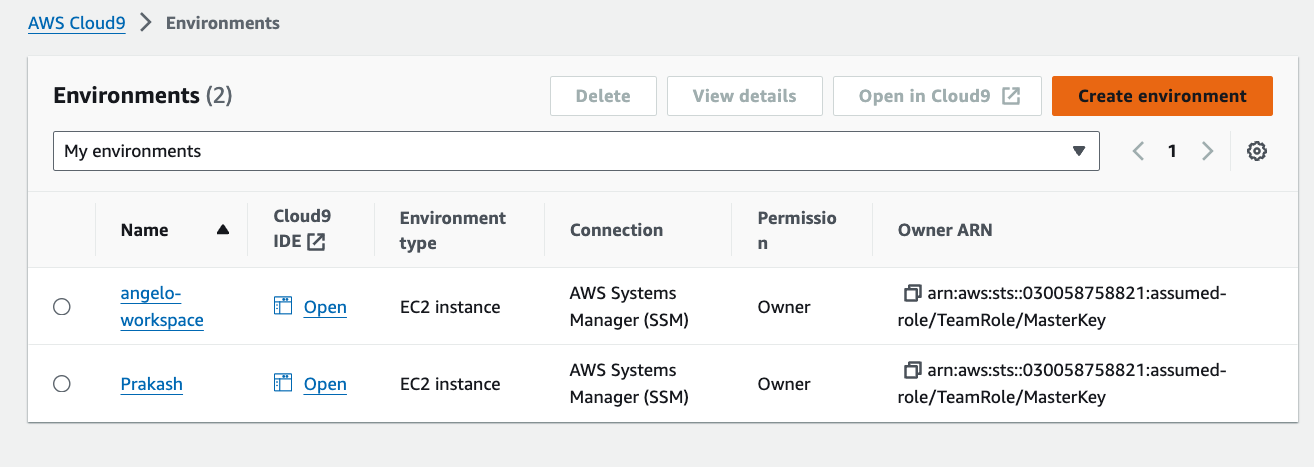 AWS Cloud9 > Environments
Environments (2)
Delete
View details
Open in Cloud9
Create environment
My environments
1
Name
Cloud9
IDE
Environment
type
Connection
Permissio
n
Owner ARN
angelo-
workspace
Open
EC2 instance
AWS Systems
Manager (SSM)
Owner
arn:aws:sts::030058758821:assumed-
role/TeamRole/MasterKey
Prakash
Open
EC2 instance
AWS Systems
Manager (SSM)
Owner
arn:aws:sts::030058758821:assumed-
role/TeamRole/MasterKey